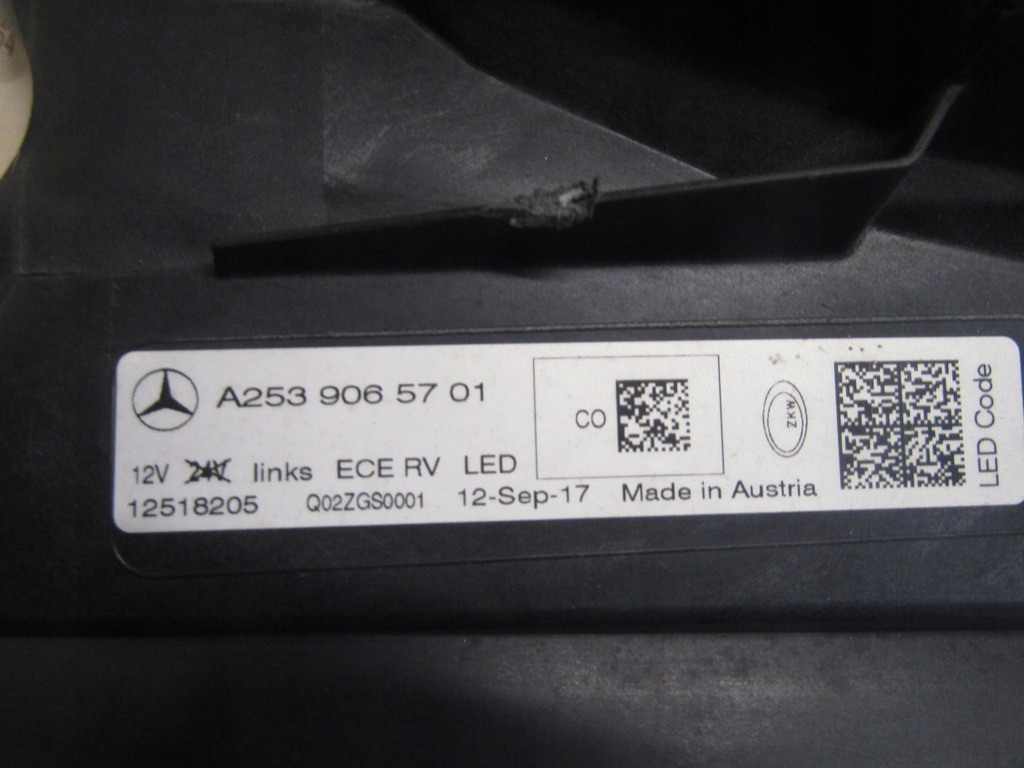 A253 906 57 01
CO
ZKW
LED Code
12V 24V links ECE RV LED
12518205 Q02ZGS0001 12-Sep-17 Made in Austria